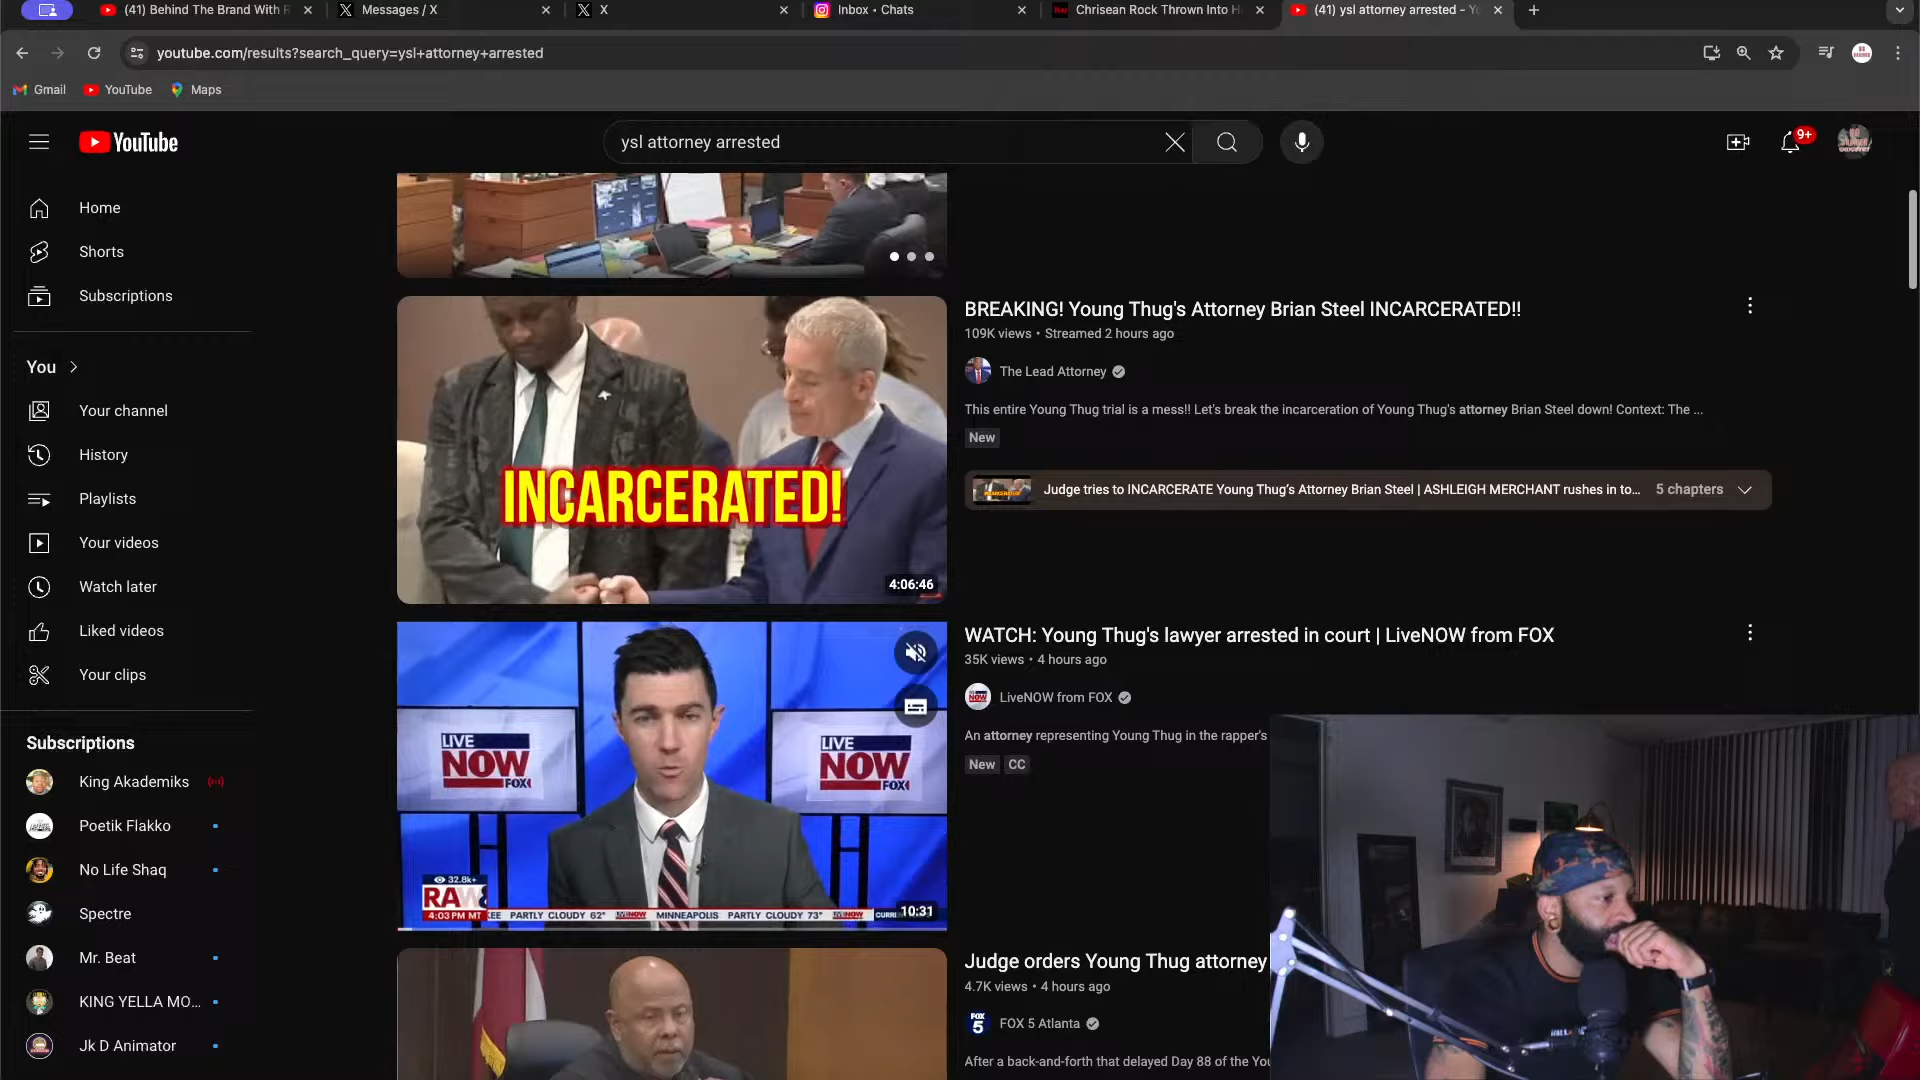 (41) Behind The Brand With R
Messages / X
X
Inbox • Chats
Chrisean Rock Thrown Into H
(41) ysl attorney arrested - Yo
youtube.com/results?search_query=ysl+attorney+arrested
Gmail
YouTube
Maps
YouTube
ysl attorney arrested
9+
Home
Shorts
Subscriptions
You
Your channel
History
Playlists
Your videos
Watch later
Liked videos
Your clips
Subscriptions
King Akademiks
Poetik Flakko
No Life Shaq
Spectre
Mr. Beat
KING YELLA MO...
Jk D Animator
INCARCERATED!
4:06:46
BREAKING! Young Thug's Attorney Brian Steel INCARCERATED!!
109K views • Streamed 2 hours ago
The Lead Attorney
This entire Young Thug trial is a mess!! Let's break the incarceration of Young Thug's attorney Brian Steel down! Context: The ...
New
Judge tries to INCARCERATE Young Thug's Attorney Brian Steel | ASHLEIGH MERCHANT rushes in to...
5 chapters
LIVE
NOW
FOX
LIVE
NOW
FOX
32.8k+
RAW
4:03 PM MT
KEE PARTLY CLOUDY 62° LIVENOW MINNEAPOLIS PARTLY CLOUDY 73° LIVENOW CURRE
10:31
WATCH: Young Thug's lawyer arrested in court | LiveNOW from FOX
35K views • 4 hours ago
LiveNOW from FOX
An attorney representing Young Thug in the rapper's
New
CC
Judge orders Young Thug attorney
4.7K views • 4 hours ago
FOX 5
FOX 5 Atlanta
After a back-and-forth that delayed Day 88 of the You